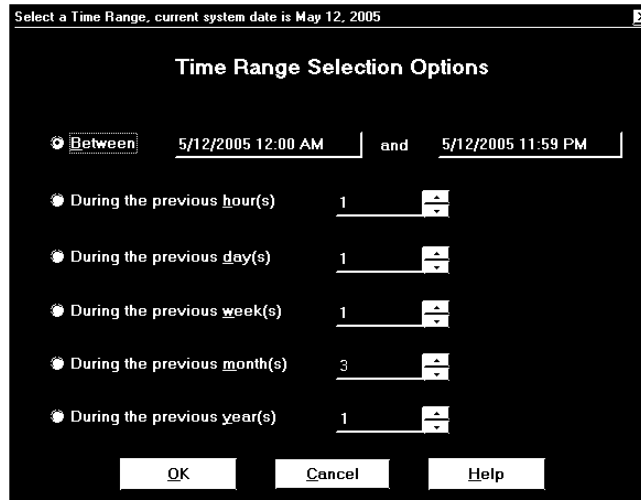 Select a Time Range, current system date is May 12, 2005
Time Range Selection Options
Between 5/12/2005 12:00 AM and 5/12/2005 11:59 PM
During the previous hour(s) 1
During the previous day(s) 1
During the previous week(s) 1
During the previous month(s) 3
During the previous year(s) 1
OK Cancel Help